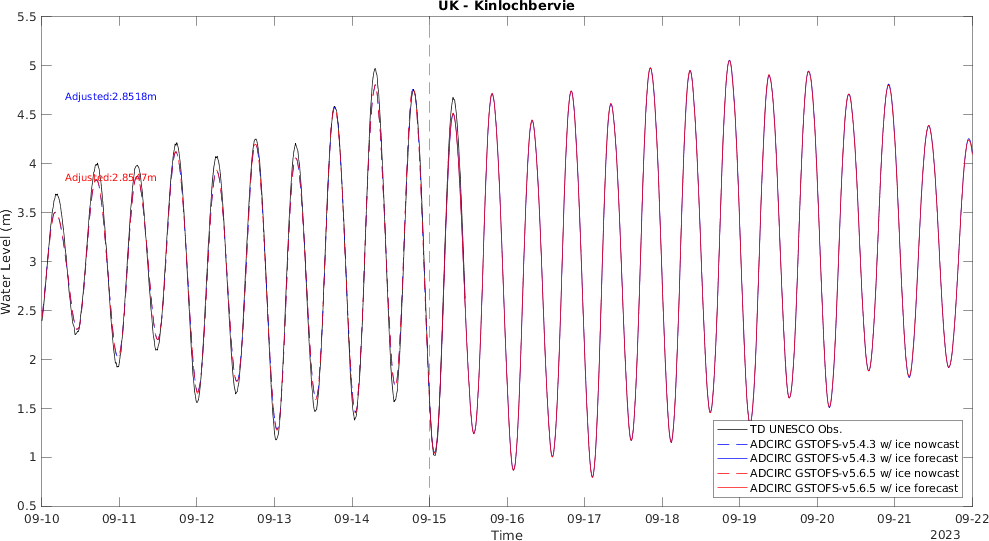 UK - Kinlochbervie
5.5
5
4.5
4
3.5
3
2.5
2
1.5
1
0.5
Water Level (m)
Adjusted:2.8518m
Adjusted:2.8547m
TD UNESCO Obs.
ADCIRC GSTOFS-v5.4.3 w/ ice nowcast
ADCIRC GSTOFS-v5.4.3 w/ ice forecast
ADCIRC GSTOFS-v5.6.5 w/ ice nowcast
ADCIRC GSTOFS-v5.6.5 w/ ice forecast
09-10 09-11 09-12 09-13 09-14 09-15 09-16 09-17 09-18 09-19 09-20 09-21 09-22
Time
2023